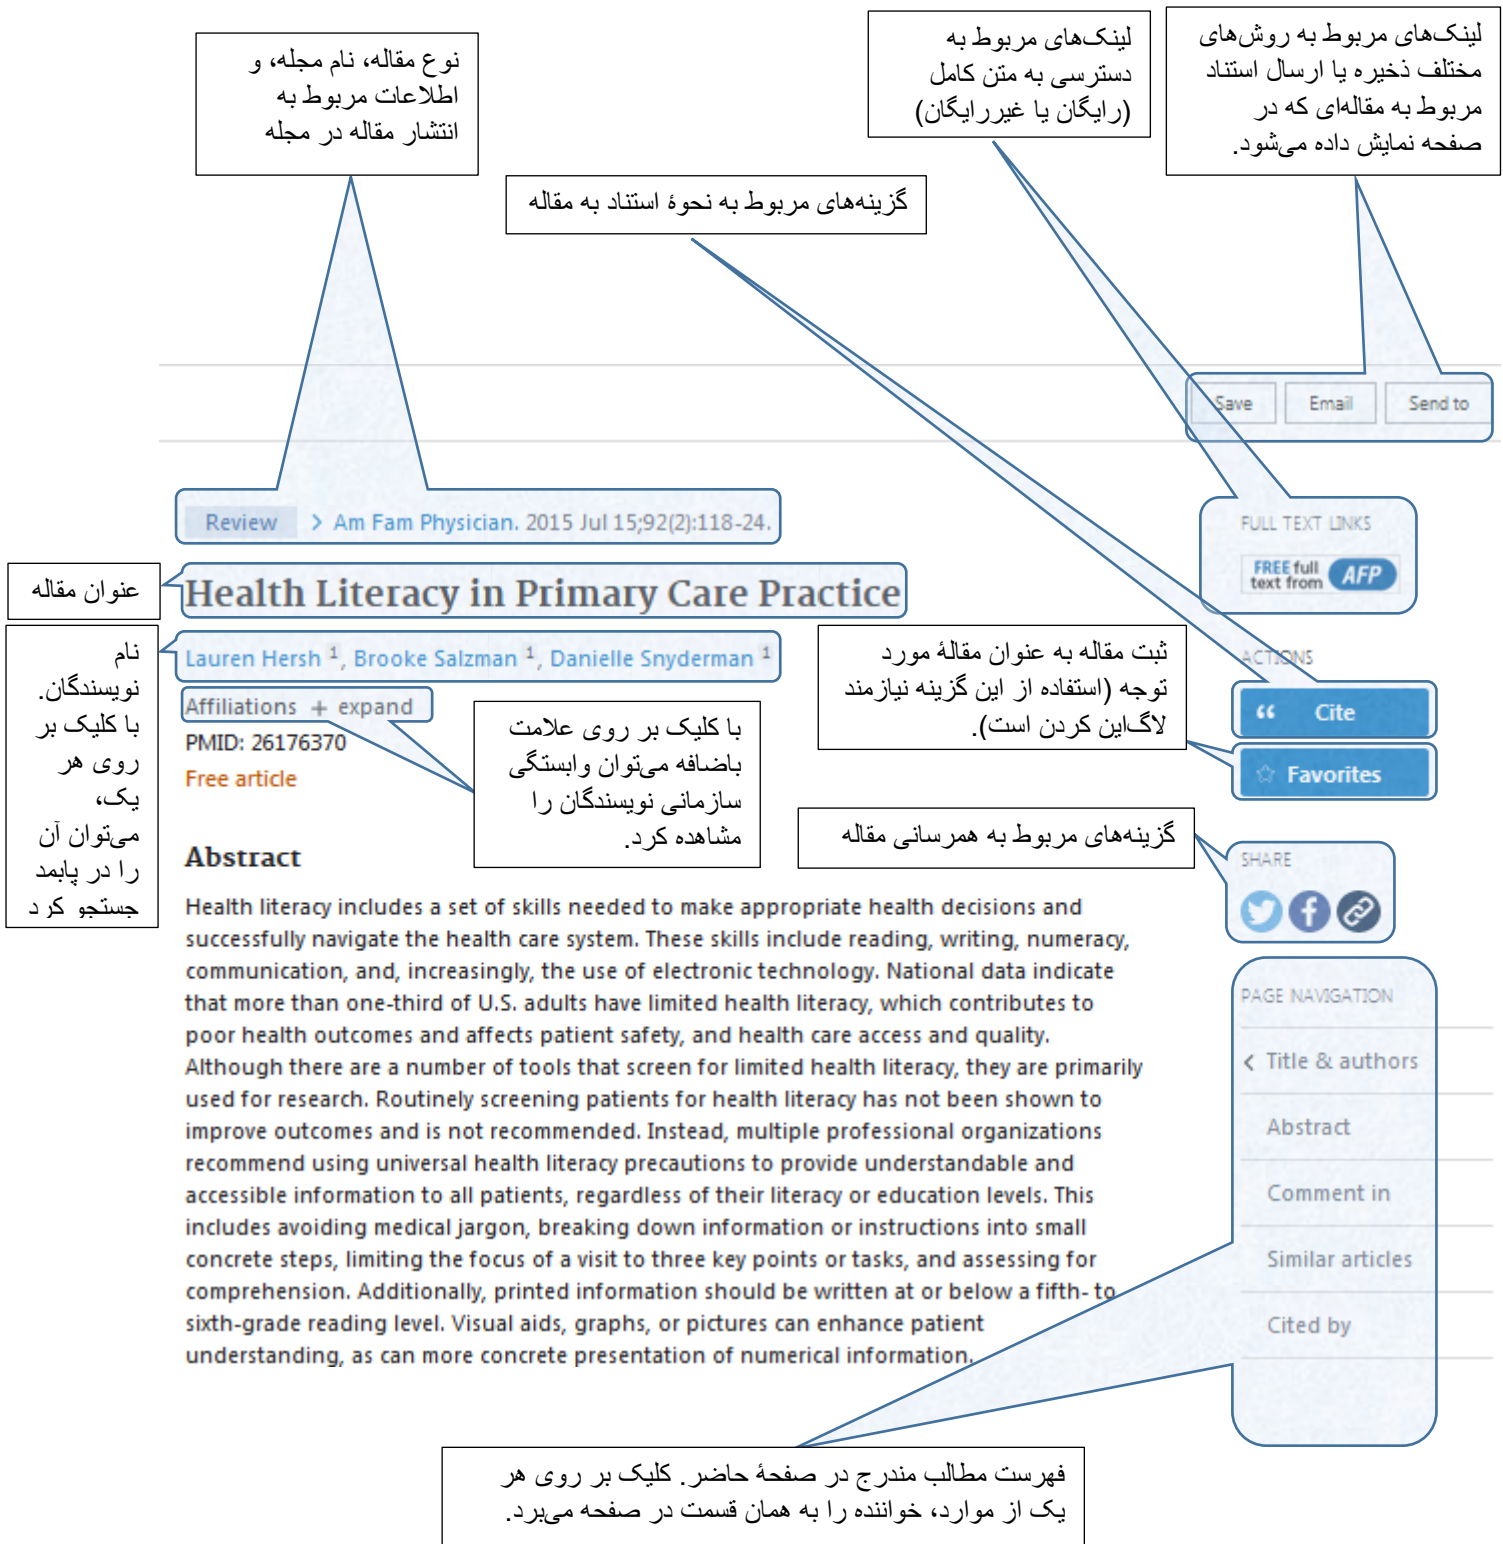 نوع مقاله، نام مجله، و
اطلاعات مربوط به
انتشار مقاله در مجله
لینک‌های مربوط به
دسترسی به متن کامل
(رایگان یا غیررایگان)
لینک‌های مربوط به روش‌های
مختلف ذخیره یا ارسال استناد
مربوط به مقاله‌ای که در
صفحه نمایش داده می‌شود.
گزینه‌های مربوط به نحوۀ استناد به مقاله
Save
Email
Send to
Review > Am Fam Physician. 2015 Jul 15;92(2):118-24.
FULL TEXT LINKS
FREE full
text from AFP
عنوان مقاله
Health Literacy in Primary Care Practice
نام
نویسندگان.
با کلیک بر
روی هر
یک،
می‌توان آن
را در پابمد
جستجو کرد
Lauren Hersh 1, Brooke Salzman 1, Danielle Snyderman 1
Affiliations + expand
PMID: 26176370
Free article
با کلیک بر روی علامت
باضافه می‌توان وابستگی
سازمانی نویسندگان را
مشاهده کرد.
ثبت مقاله به عنوان مقالۀ مورد
توجه (استفاده از این گزینه نیازمند
لاگ‌این کردن است).
ACTIONS
“ Cite
☆ Favorites
گزینه‌های مربوط به همرسانی مقاله
SHARE
Abstract
Health literacy includes a set of skills needed to make appropriate health decisions and
successfully navigate the health care system. These skills include reading, writing, numeracy,
communication, and, increasingly, the use of electronic technology. National data indicate
that more than one-third of U.S. adults have limited health literacy, which contributes to
poor health outcomes and affects patient safety, and health care access and quality.
Although there are a number of tools that screen for limited health literacy, they are primarily
used for research. Routinely screening patients for health literacy has not been shown to
improve outcomes and is not recommended. Instead, multiple professional organizations
recommend using universal health literacy precautions to provide understandable and
accessible information to all patients, regardless of their literacy or education levels. This
includes avoiding medical jargon, breaking down information or instructions into small
concrete steps, limiting the focus of a visit to three key points or tasks, and assessing for
comprehension. Additionally, printed information should be written at or below a fifth- to
sixth-grade reading level. Visual aids, graphs, or pictures can enhance patient
understanding, as can more concrete presentation of numerical information.
PAGE NAVIGATION
< Title & authors
Abstract
Comment in
Similar articles
Cited by
فهرست مطالب مندرج در صفحۀ حاضر. کلیک بر روی هر
یک از موارد، خواننده را به همان قسمت در صفحه می‌برد.